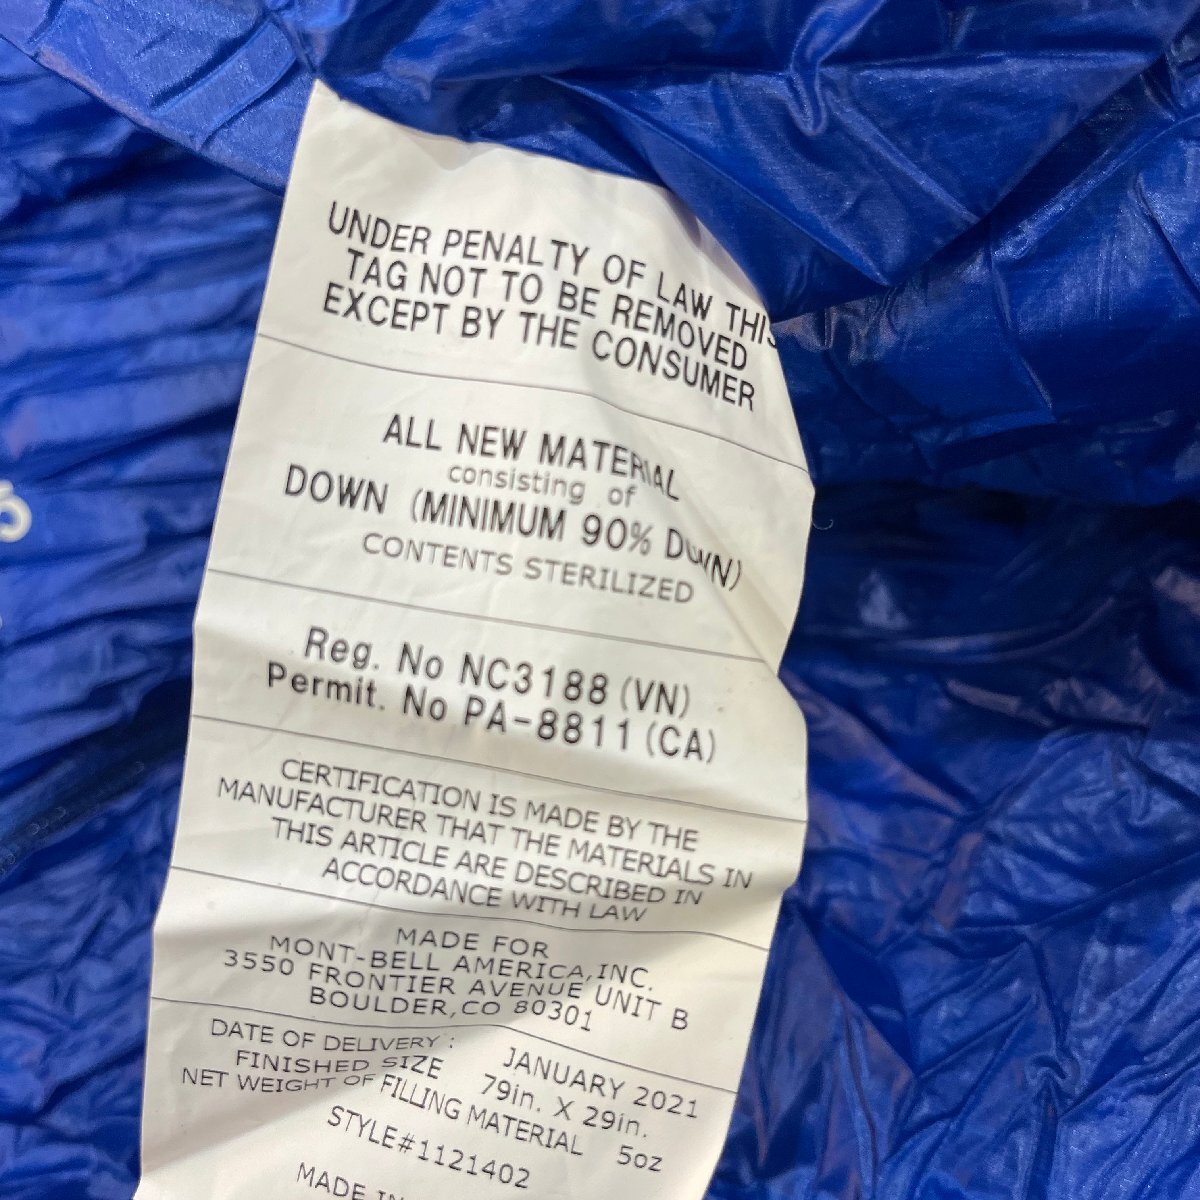 UNDER PENALTY OF LAW THIS
TAG NOT TO BE REMOVED
EXCEPT BY THE CONSUMER
ALL NEW MATERIAL
consisting of
DOWN (MINIMUM 90% DOWN)
CONTENTS STERILIZED
Reg. No NC3188 (VN)
Permit. No PA-8811 (CA)
CERTIFICATION IS MADE BY THE
MANUFACTURER THAT THE MATERIALS IN
THIS ARTICLE ARE DESCRIBED IN
ACCORDANCE WITH LAW
MADE FOR
MONT-BELL AMERICA,INC.
3550 FRONTIER AVENUE UNIT B
BOULDER,CO 80301
DATE OF DELIVERY : JANUARY 2021
FINISHED SIZE 79in. X 29in.
NET WEIGHT OF FILLING MATERIAL 5oz
STYLE#1121402
MADE IN